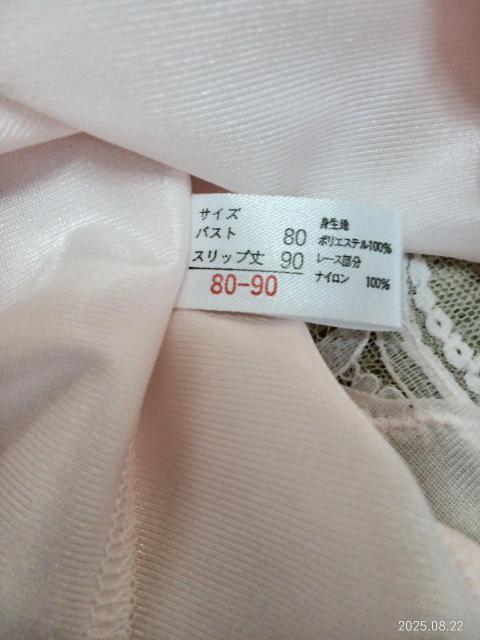 サイズ
バスト 80
スリップ丈 90
80-90
身生地
ポリエステル100%
レース部分
ナイロン 100%
2025.08.22